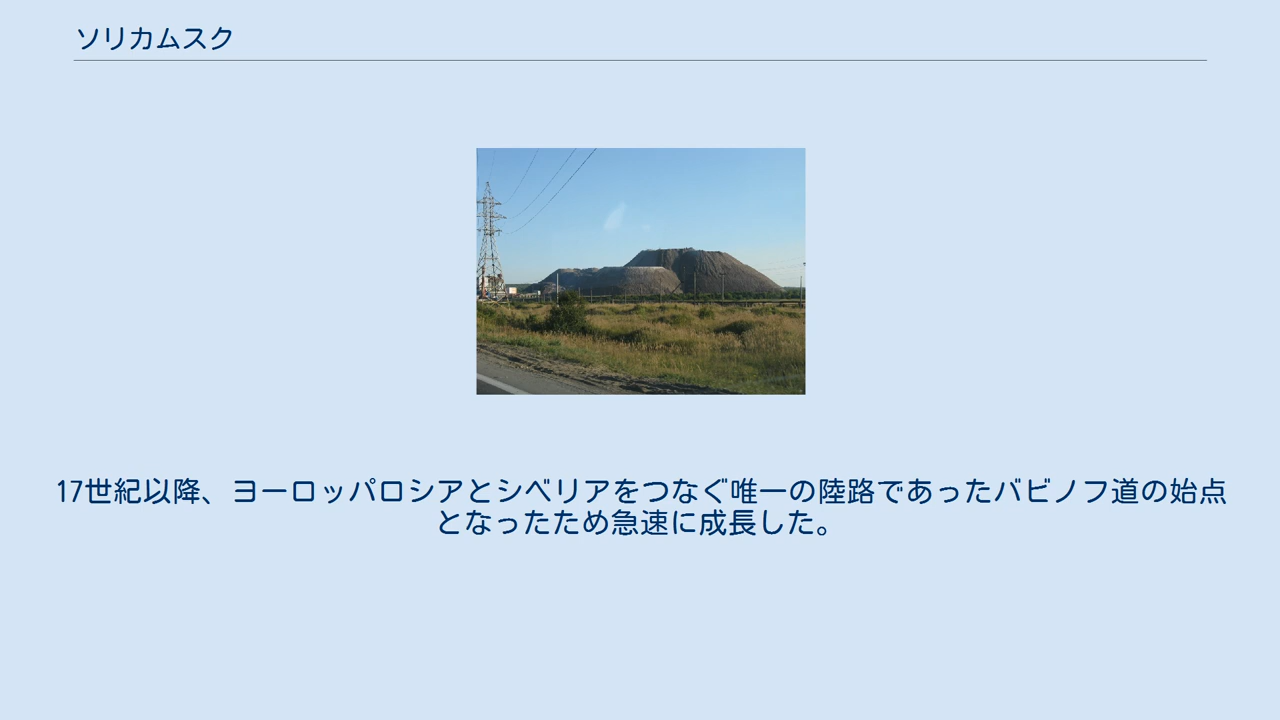 ソリカムスク
17世紀以降、ヨーロッパロシアとシベリアをつなぐ唯一の陸路であったバビノフ道の始点
となったため急速に成長した。